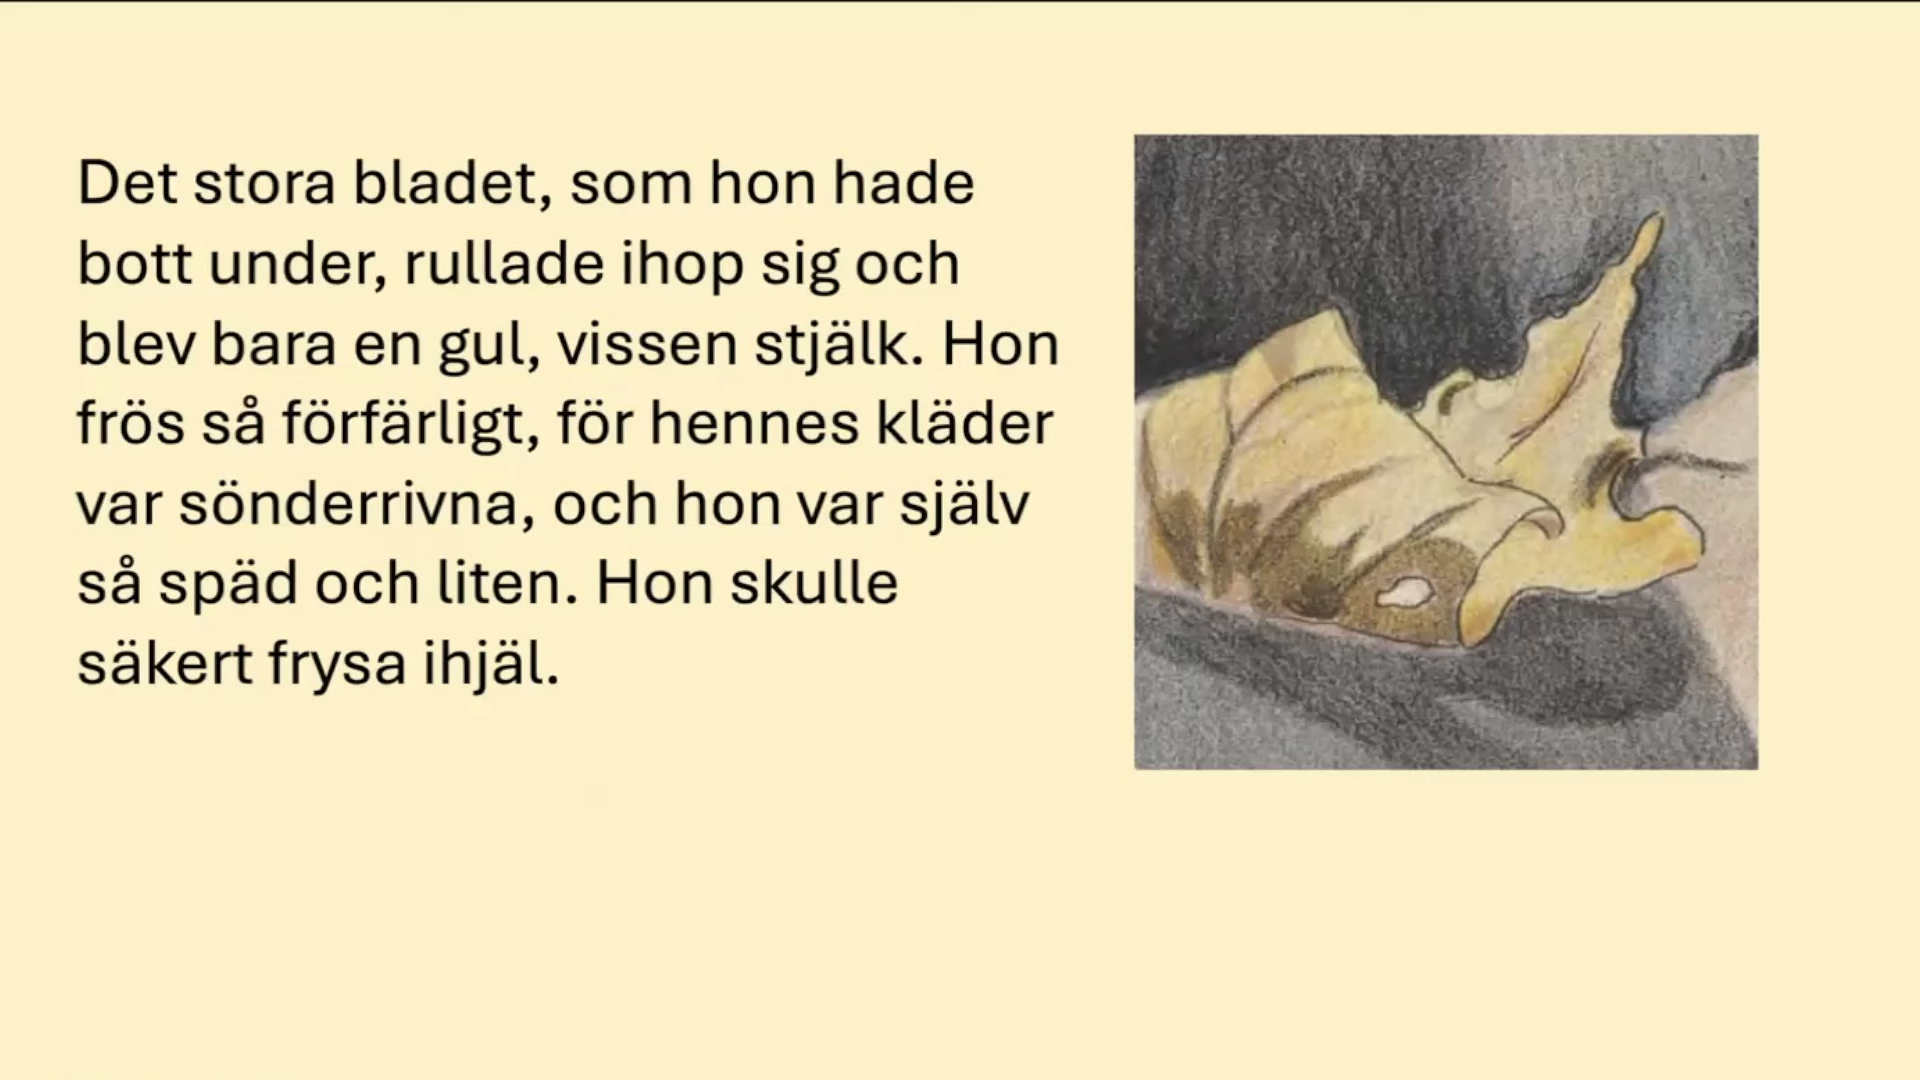 Det stora bladet, som hon hade
bott under, rullade ihop sig och
blev bara en gul, vissen stjälk. Hon
frös så förfärligt, för hennes kläder
var sönderrivna, och hon var själv
så späd och liten. Hon skulle
säkert frysa ihjäl.